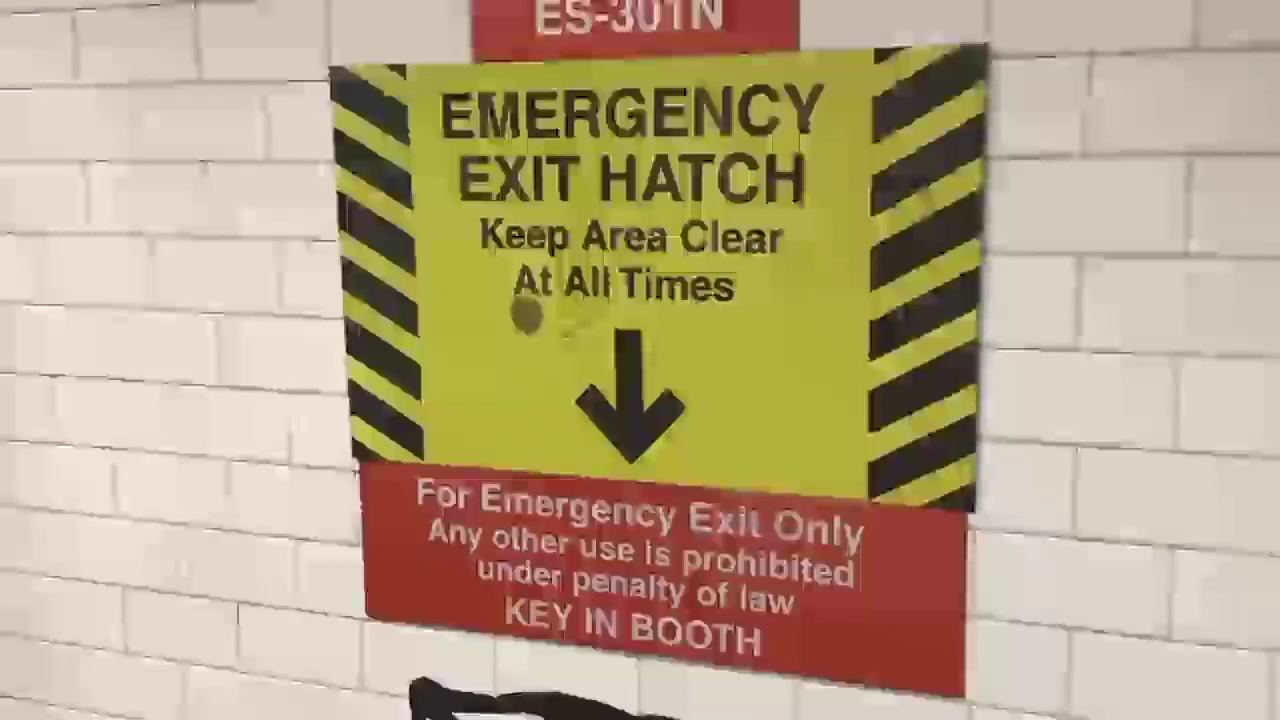 ES-301N
EMERGENCY
EXIT HATCH
Keep Area Clear
At All Times
For Emergency Exit Only
Any other use is prohibited
under penalty of law
KEY IN BOOTH